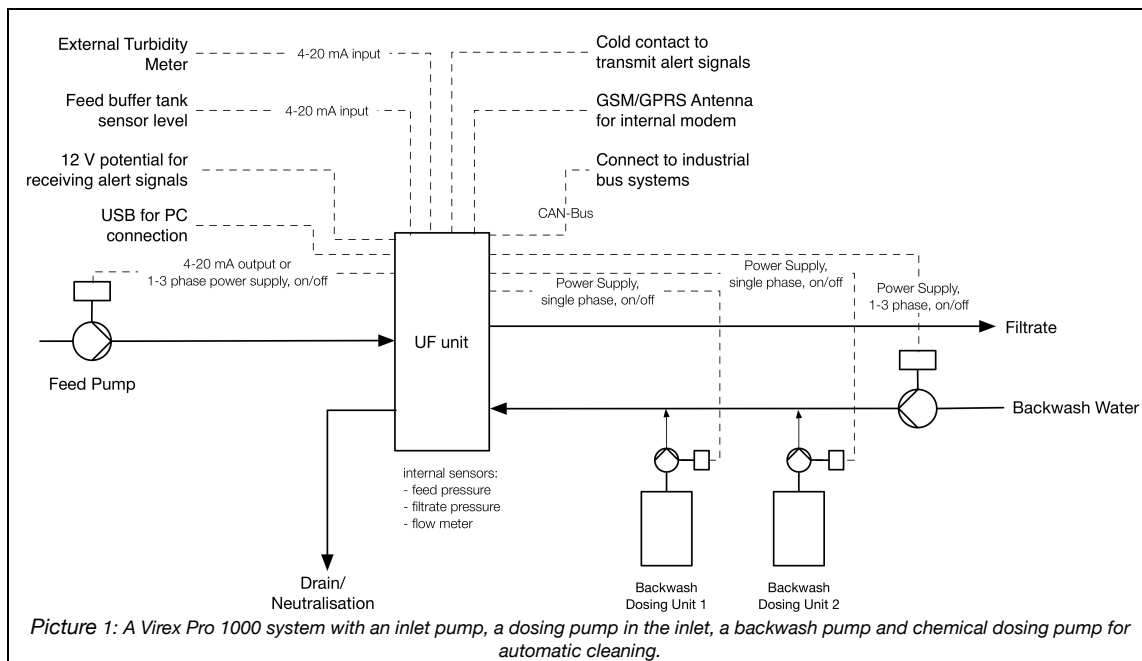 External Turbidity
Meter
4-20 mA input
Cold contact to
transmit alert signals
Feed buffer tank
sensor level
4-20 mA input
GSM/GPRS Antenna
for internal modem
12 V potential for
receiving alert signals
Connect to industrial
bus systems
USB for PC
connection
CAN-Bus
4-20 mA output or
1-3 phase power supply, on/off
Power Supply,
single phase, on/off
Power Supply,
single phase, on/off
Power Supply,
1-3 phase, on/off
UF unit
Filtrate
Feed Pump
Backwash Water
internal sensors:
- feed pressure
- filtrate pressure
- flow meter
Drain/
Neutralisation
Backwash
Dosing Unit 1
Backwash
Dosing Unit 2
Picture 1: A Virex Pro 1000 system with an inlet pump, a dosing pump in the inlet, a backwash pump and chemical dosing pump for
automatic cleaning.